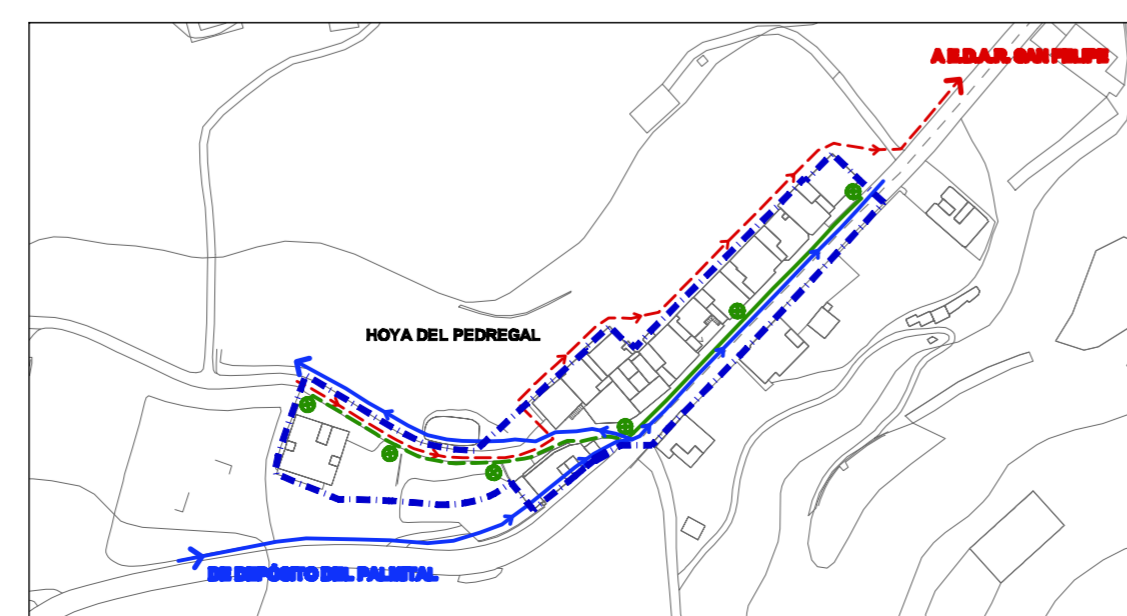 A E.D.A.R. SAN FELIPE
HOYA DEL PEDREGAL
DE DEPÓSITO DEL PALMITAL